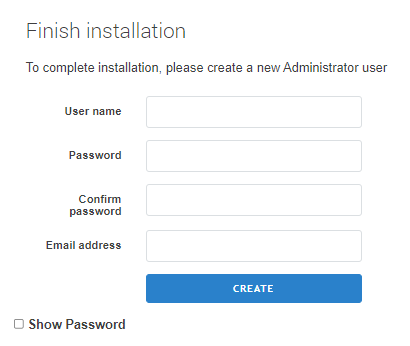 Finish installation
To complete installation, please create a new Administrator user
User name
Password
Confirm
password
Email address
CREATE
Show Password